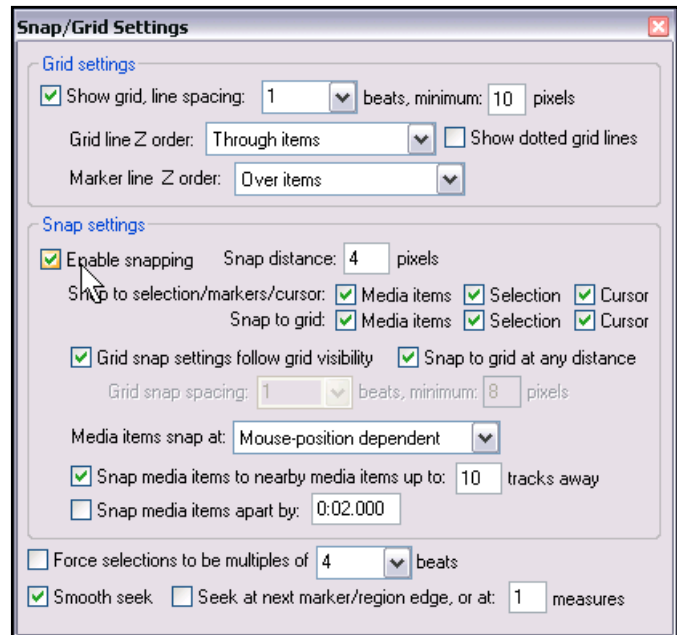 Snap/Grid Settings
Grid settings
Show grid, line spacing: 1 beats, minimum: 10 pixels
Grid line Z order: Through items Show dotted grid lines
Marker line Z order: Over items
Snap settings
Enable snapping Snap distance: 4 pixels
Snap to selection/markers/cursor: Media items Selection Cursor
Snap to grid: Media items Selection Cursor
Grid snap settings follow grid visibility Snap to grid at any distance
Grid snap spacing: 1 beats, minimum: 8 pixels
Media items snap at: Mouse-position dependent
Snap media items to nearby media items up to: 10 tracks away
Snap media items apart by: 0:02.000
Force selections to be multiples of 4 beats
Smooth seek Seek at next marker/region edge, or at: 1 measures